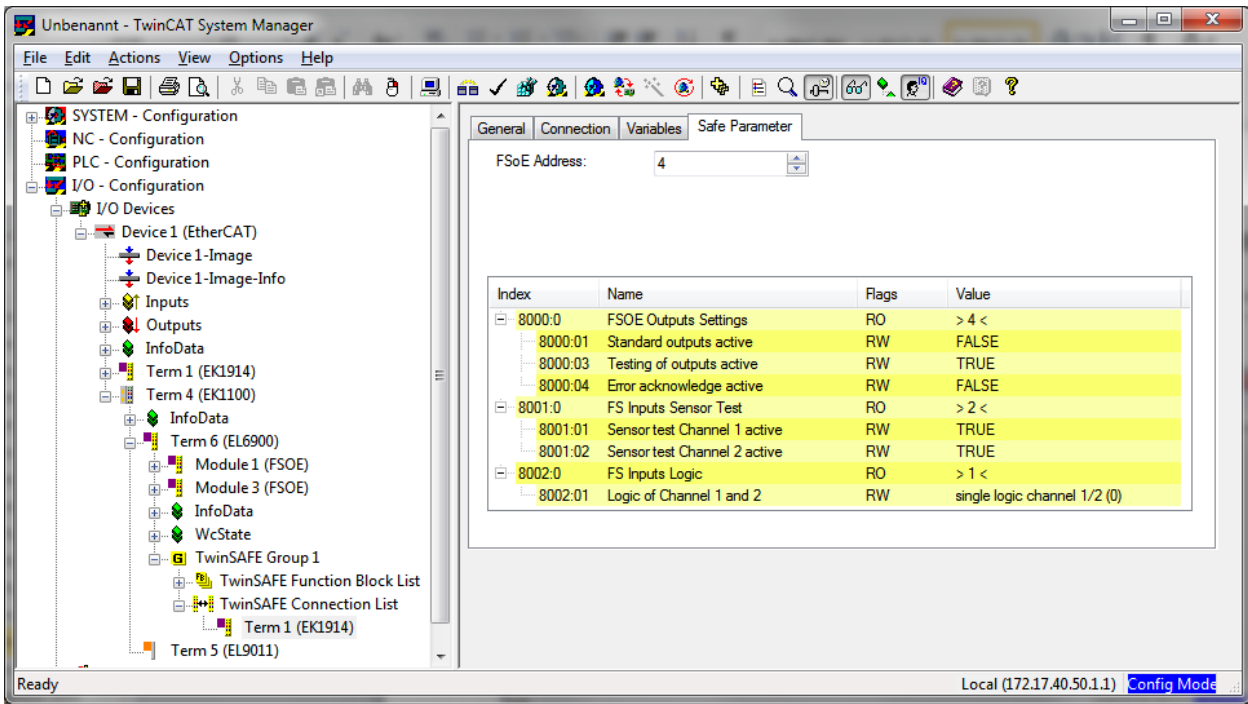 Unbenannt - TwinCAT System Manager
File Edit Actions View Options Help
SYSTEM - Configuration
NC - Configuration
PLC - Configuration
I/O - Configuration
I/O Devices
Device 1 (EtherCAT)
Device 1-Image
Device 1-Image-Info
Inputs
Outputs
InfoData
Term 1 (EK1914)
Term 4 (EK1100)
InfoData
Term 6 (EL6900)
Module 1 (FSOE)
Module 3 (FSOE)
InfoData
WcState
TwinSAFE Group 1
TwinSAFE Function Block List
TwinSAFE Connection List
Term 1 (EK1914)
Term 5 (EL9011)
General Connection Variables Safe Parameter
FSoE Address: 4
Index Name Flags Value
8000:0 FSOE Outputs Settings RO > 4 <
8000:01 Standard outputs active RW FALSE
8000:03 Testing of outputs active RW TRUE
8000:04 Error acknowledge active RW FALSE
8001:0 FS Inputs Sensor Test RO > 2 <
8001:01 Sensor test Channel 1 active RW TRUE
8001:02 Sensor test Channel 2 active RW TRUE
8002:0 FS Inputs Logic RO > 1 <
8002:01 Logic of Channel 1 and 2 RW single logic channel 1/2 (0)
Ready Local (172.17.40.50.1.1) Config Mode